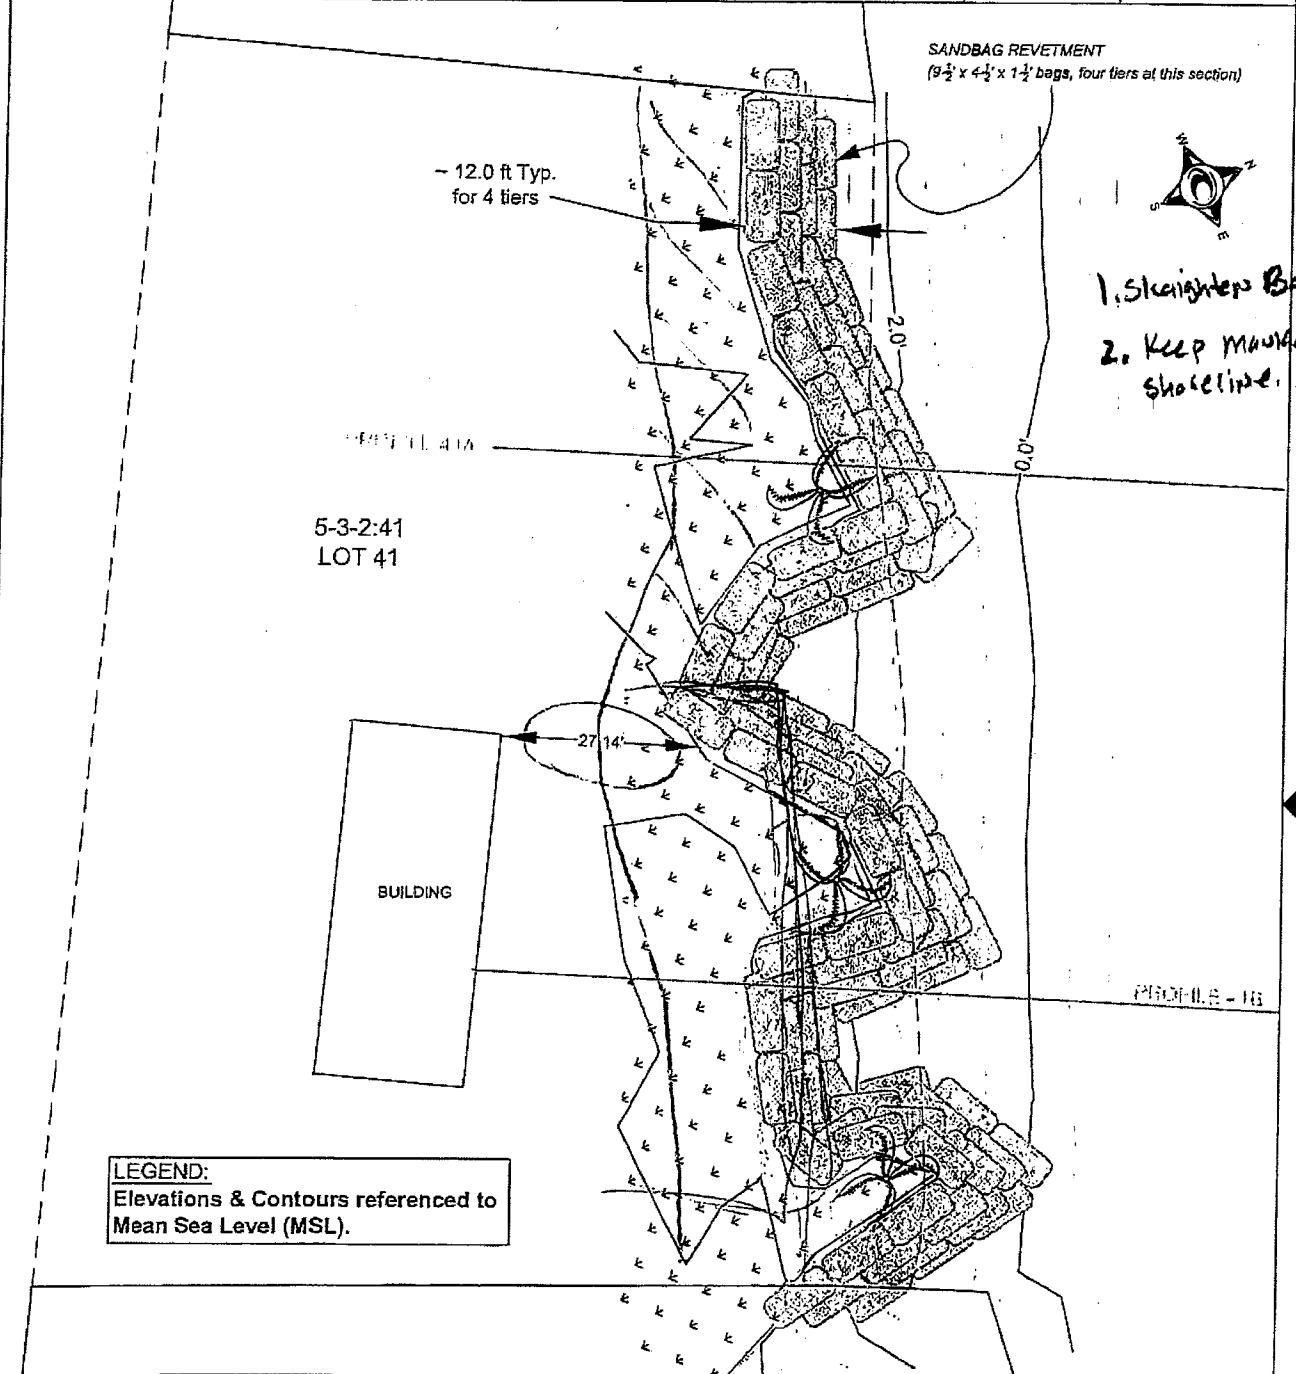 SANDBAG REVETMENT
(9½' x 4½' x 1½' bags, four tiers at this section)
~ 12.0 ft Typ.
for 4 tiers
W
N
S
E
1. Straighten
2. Keep
shoreline.
2.0'
0.0'
5-3-2:41
LOT 41
27.14'
BUILDING
PROFILE - 
LEGEND:
Elevations & Contours referenced to
Mean Sea Level (MSL).